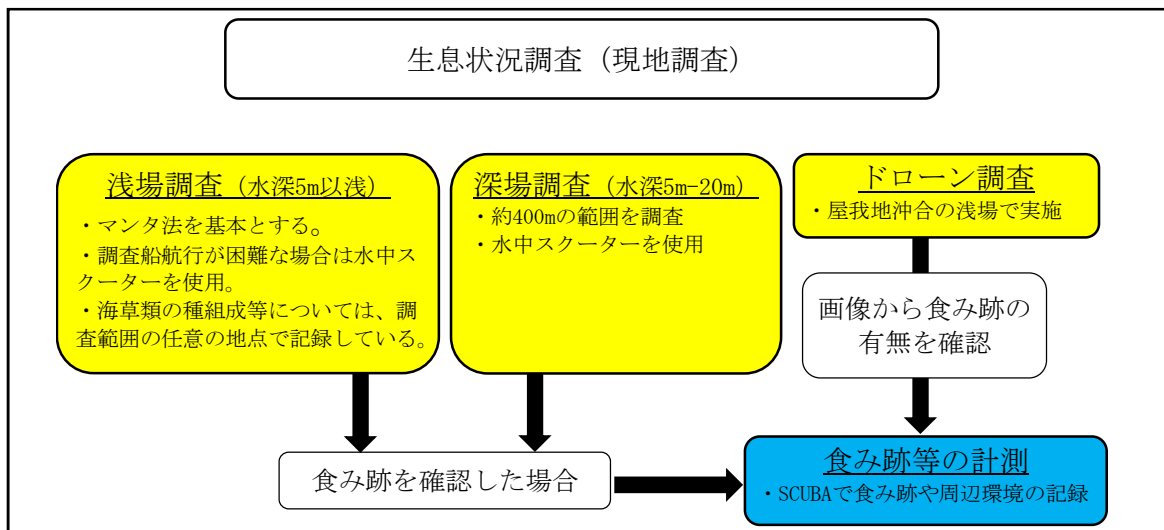 生息状況調査（現地調査）
浅場調査（水深5m以浅）
・マンタ法を基本とする。
・調査船航行が困難な場合は水中ス
クーターを使用。
・海草類の種組成等については、調
査範囲の任意の地点で記録している。
深場調査（水深5m-20m）
・約400mの範囲を調査
・水中スクーターを使用
ドローン調査
・屋我地沖合の浅場で実施
画像から食み跡の
有無を確認
食み跡を確認した場合
食み跡等の計測
・SCUBAで食み跡や周辺環境の記録